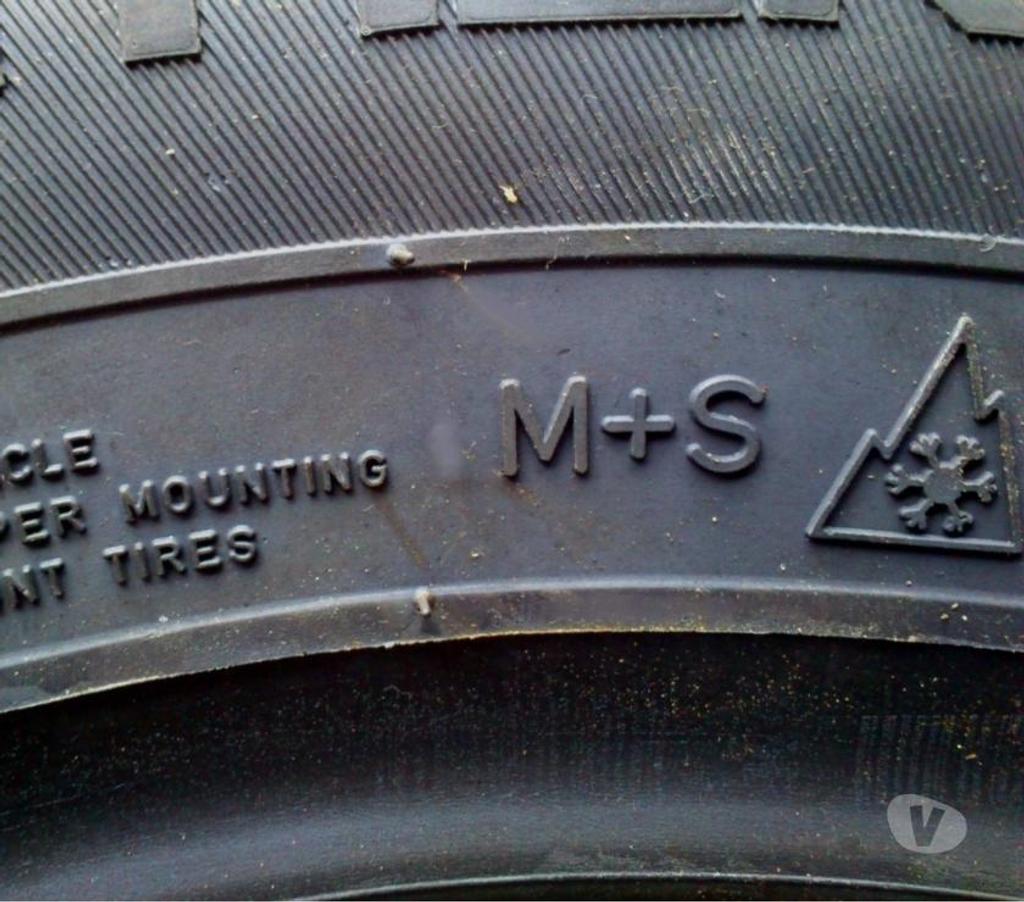 M+S
CLE
PER MOUNTING
NT TIRES
V